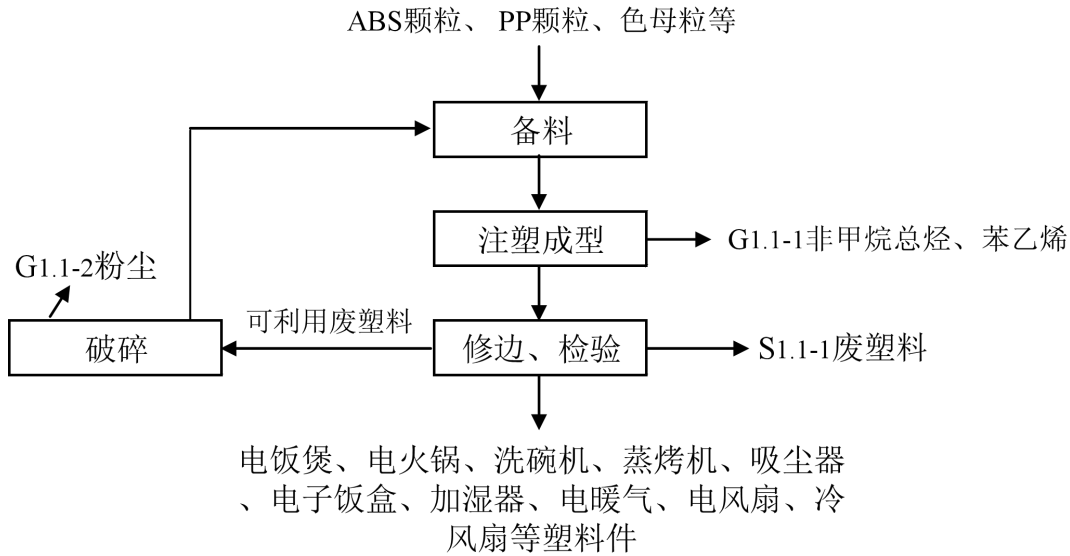 ABS颗粒、 PP颗粒、色母粒等
备料
注塑成型
G1.1-1非甲烷总烃、苯乙烯
G1.1-2粉尘
可利用废塑料
破碎
修边、检验
S1.1-1废塑料
电饭煲、电火锅、洗碗机、蒸烤机、吸尘器
、电子饭盒、加湿器、电暖气、电风扇、冷
风扇等塑料件